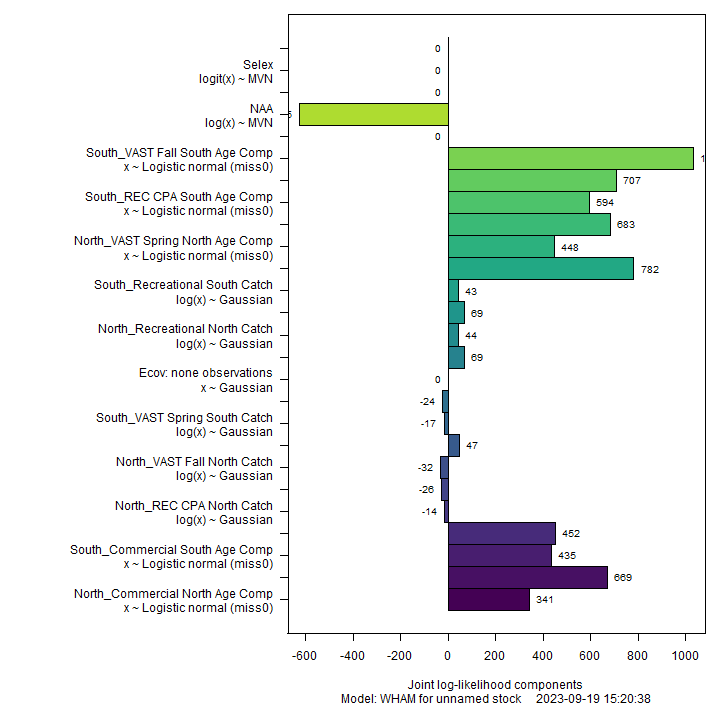 0
Selex
logit(x) ~ MVN
0
0
NAA
log(x) ~ MVN
0
South_VAST Fall South Age Comp
x ~ Logistic normal (miss0)
707
South_REC CPA South Age Comp
x ~ Logistic normal (miss0)
594
683
North_VAST Spring North Age Comp
x ~ Logistic normal (miss0)
448
782
South_Recreational South Catch
log(x) ~ Gaussian
43
69
North_Recreational North Catch
log(x) ~ Gaussian
44
69
Ecov: none observations
x ~ Gaussian
0
-24
South_VAST Spring South Catch
log(x) ~ Gaussian
-17
47
North_VAST Fall North Catch
log(x) ~ Gaussian
-32
-26
North_REC CPA North Catch
log(x) ~ Gaussian
-14
452
South_Commercial South Age Comp
x ~ Logistic normal (miss0)
435
669
North_Commercial North Age Comp
x ~ Logistic normal (miss0)
341
-600 -400 -200 0 200 400 600 800 1000
Joint log-likelihood components
Model: WHAM for unnamed stock 2023-09-19 15:20:38